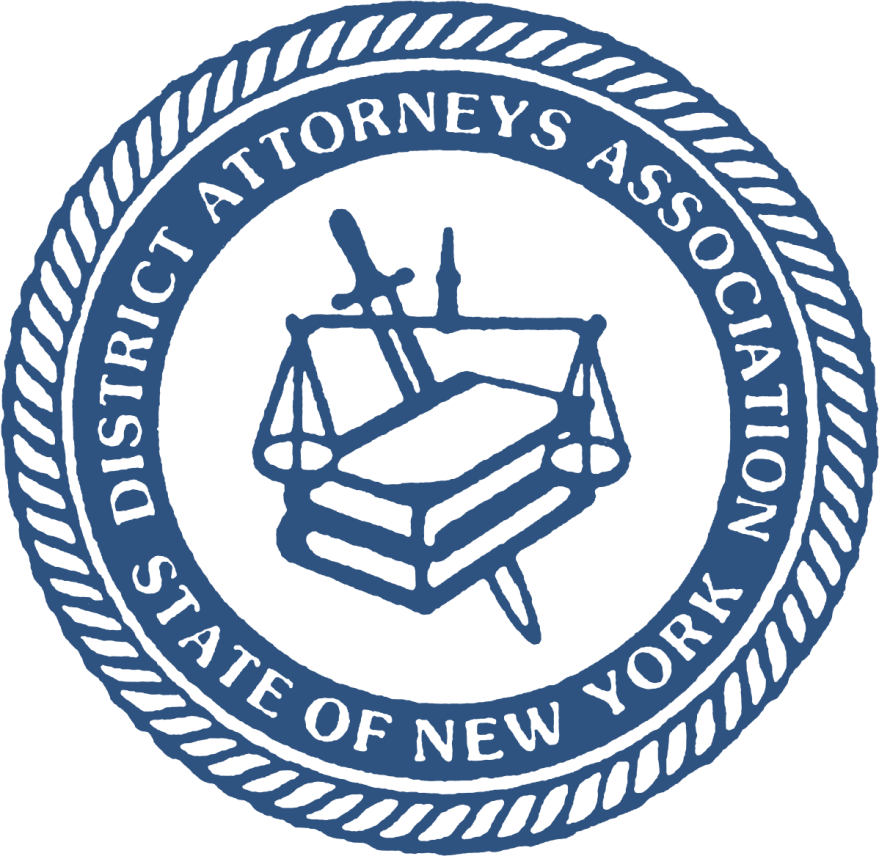 DISTRICT ATTORNEYS ASSOCIATION
STATE OF NEW YORK